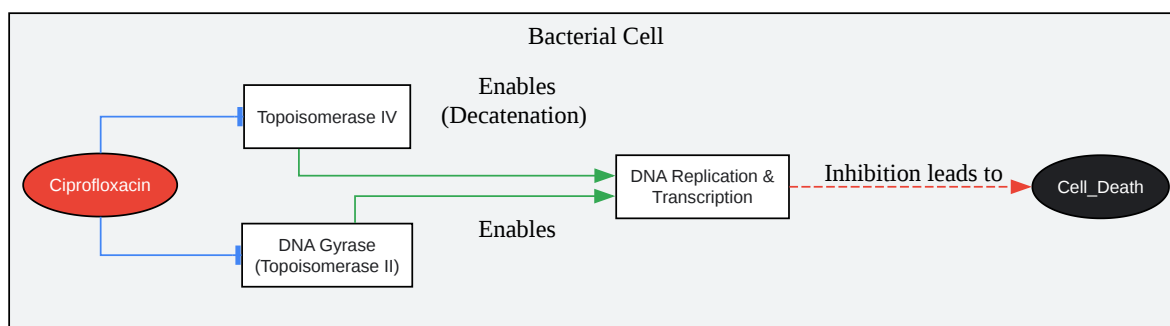 Bacterial Cell
Enables
(Decatenation)
Topoisomerase IV
Ciprofloxacin
DNA Replication &
Transcription
Inhibition leads to
Cell_Death
DNA Gyrase
(Topoisomerase II)
Enables